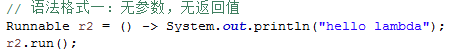 // 语法格式一：无参数，无返回值
Runnable r2 = () -> System.out.println("hello lambda");
r2.run();